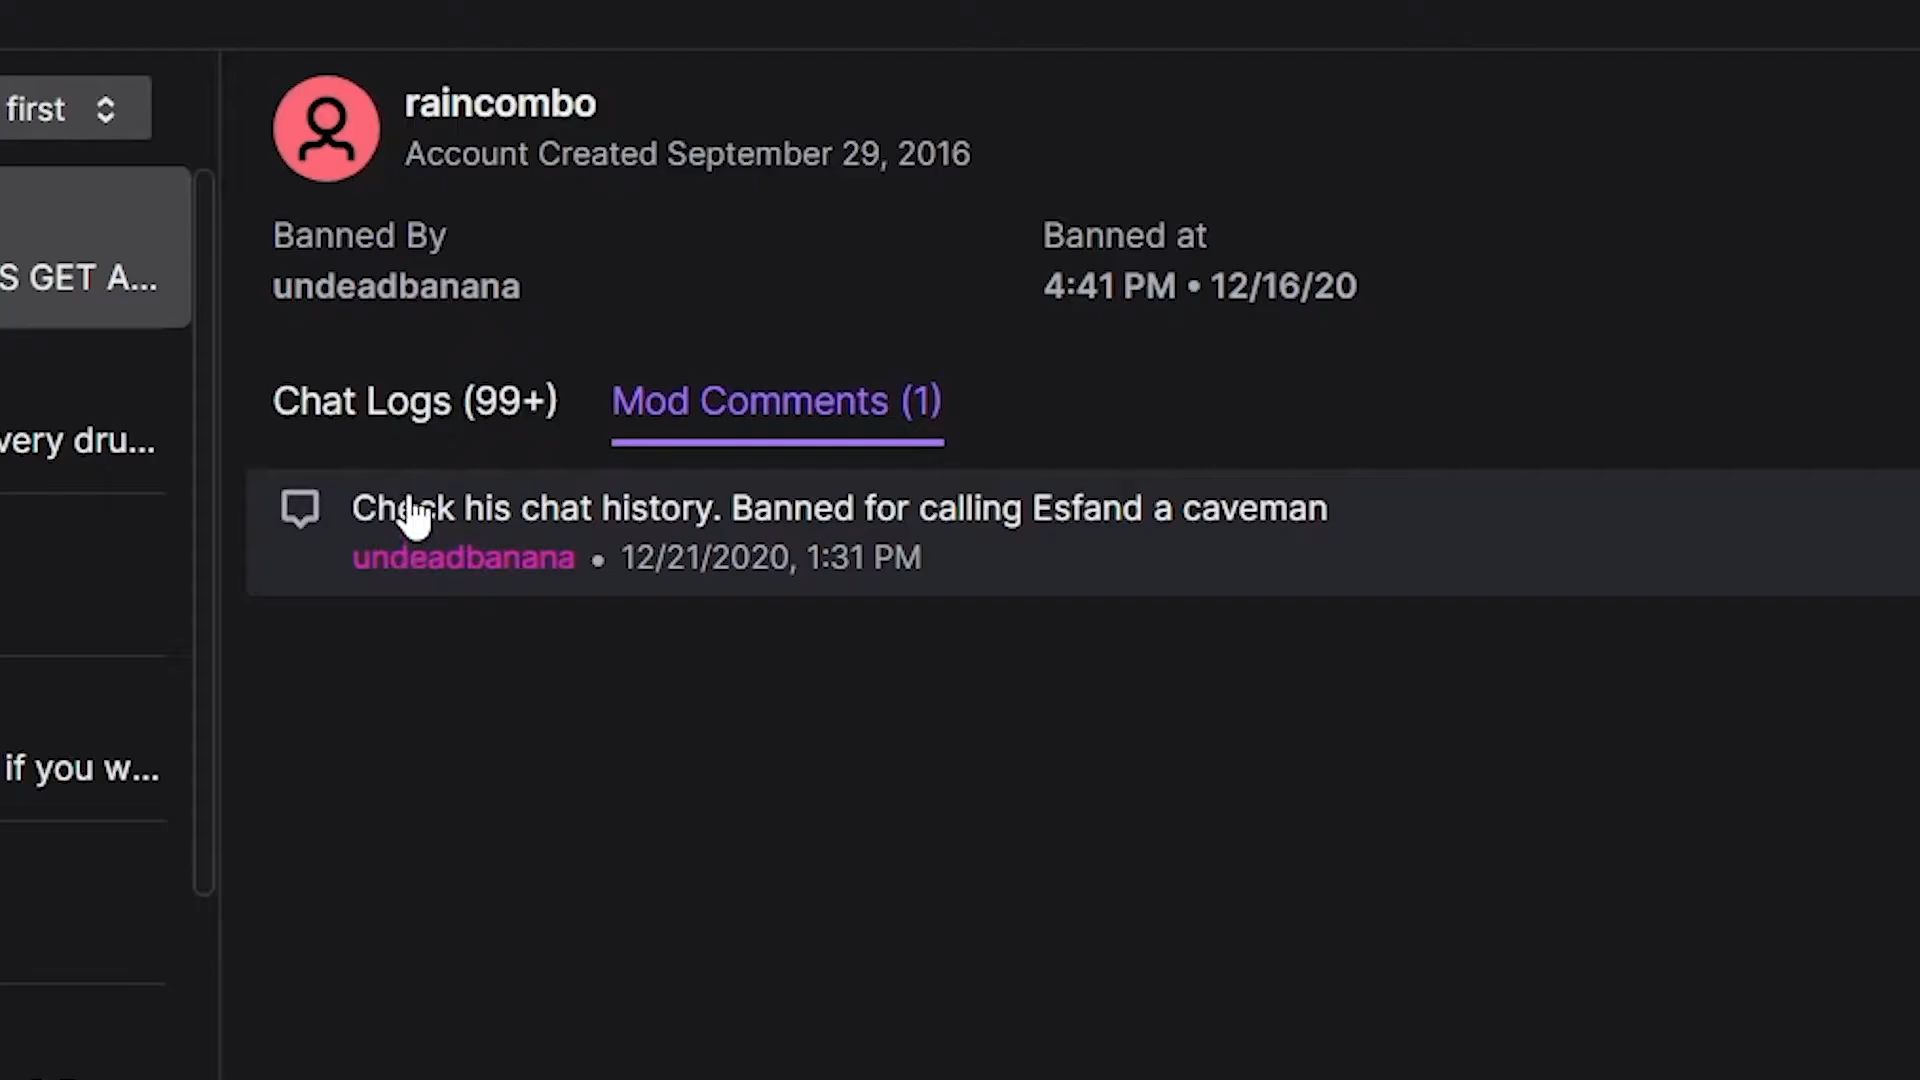 first
S GET A...
very dru...
if you w...
raincombo
Account Created September 29, 2016
Banned By
undeadbanana
Banned at
4:41 PM • 12/16/20
Chat Logs (99+)
Mod Comments (1)
Check his chat history. Banned for calling Esfand a caveman
undeadbanana • 12/21/2020, 1:31 PM